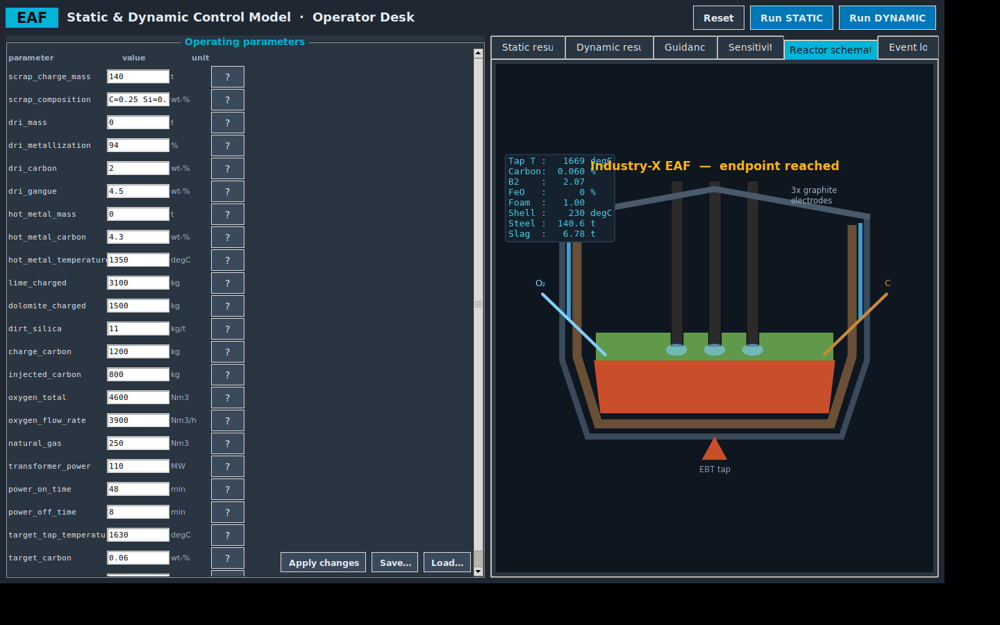 EAF Static & Dynamic Control Model · Operator Desk Reset Run STATIC Run DYNAMIC
Operating parameters
parameter value unit
scrap_charge_mass 140 t ?
scrap_composition C=0.25 Si=0. wt-% ?
dri_mass 0 t ?
dri_metallization 94 % ?
dri_carbon 2 wt-% ?
dri_gangue 4.5 wt-% ?
hot_metal_mass 0 t ?
hot_metal_carbon 4.3 wt-% ?
hot_metal_temperature 1350 degC ?
lime_charged 3100 kg ?
dolomite_charged 1500 kg ?
dirt_silica 11 kg/t ?
charge_carbon 1200 kg ?
injected_carbon 800 kg ?
oxygen_total 4600 Nm3 ?
oxygen_flow_rate 3900 Nm3/h ?
natural_gas 250 Nm3 ?
transformer_power 110 MW ?
power_on_time 48 min ?
power_off_time 8 min ?
target_tap_temperatu 1630 degC ?
target_carbon 0.06 wt-% ?
Apply changes Save... Load...
Static resu Dynamic resu Guidanc Sensitivit Reactor schemat Event lo
Industry-X EAF — endpoint reached
Tap T : 1669 degC
Carbon: 0.060 %
B2 : 2.07
FeO : 0 %
Foam : 1.00
Shell : 230 degC
Steel : 140.6 t
Slag : 6.78 t
3x graphite
electrodes
O₂
C
EBT tap